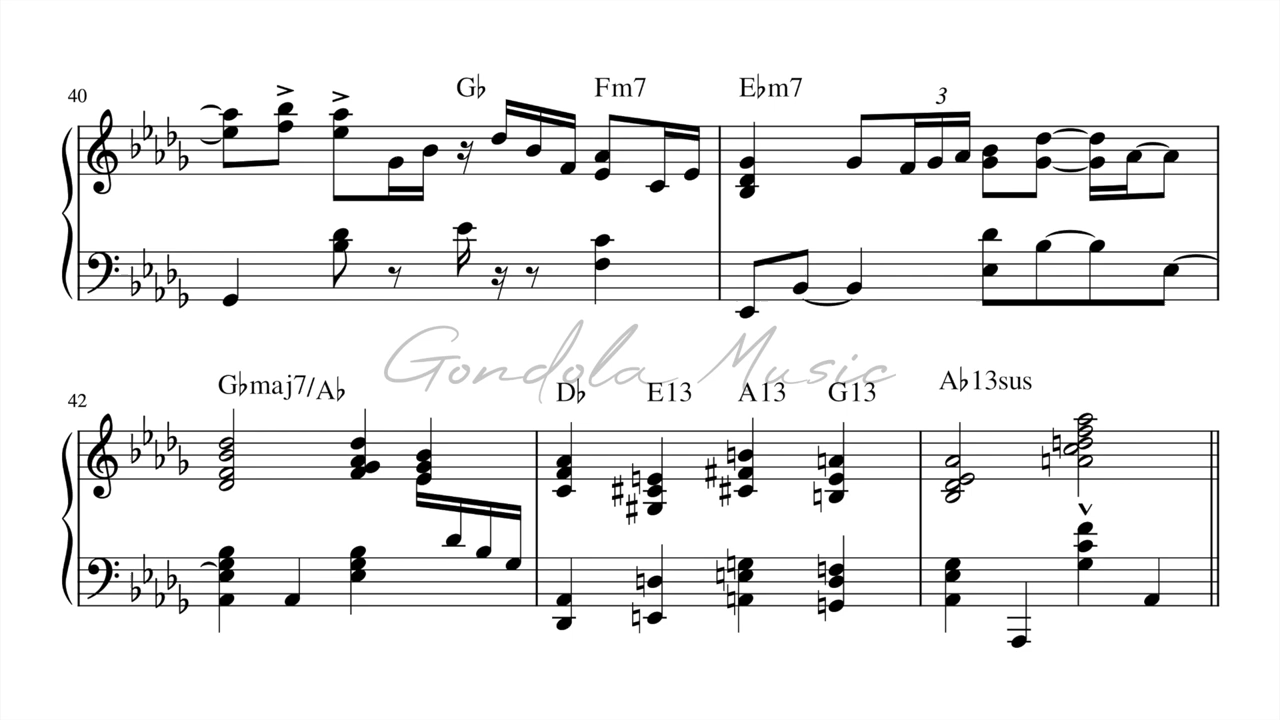 40
G♭ Fm7 E♭m7
3
Gondola Music
42
G♭maj7/A♭ D♭ E13 A13 G13 A♭13sus